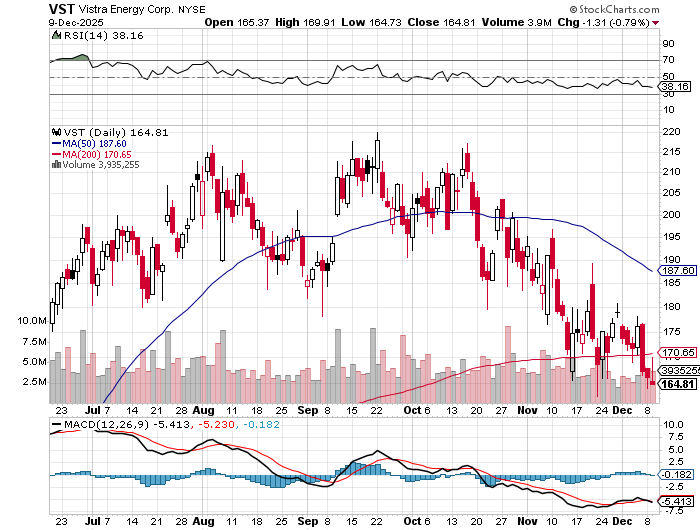 VST Vistra Energy Corp. NYSE © StockCharts.com
9-Dec-2025 Open 165.37 High 169.91 Low 164.73 Close 164.81 Volume 3.9M Chg -1.31 (-0.79%)
RSI(14) 38.16
90
70
50
38.16
30
10
VST (Daily) 164.81
MA(50) 187.60
MA(200) 170.65
Volume 3,935,255
220
215
210
205
200
195
190
187.60
185
180
175
170.65
3935255
164.81
10.0M
7.5M
5.0M
2.5M
23 Jul 7 14 21 28 Aug 11 18 25 Sep 8 15 22 Oct 6 13 20 27 Nov 10 17 24 Dec 8
MACD(12,26,9) -5.413, -5.230, -0.182
10.0
7.5
5.0
2.5
-0.182
-2.5
-5.413
-7.5
23 Jul 7 14 21 28 Aug 11 18 25 Sep 8 15 22 Oct 6 13 20 27 Nov 10 17 24 Dec 8